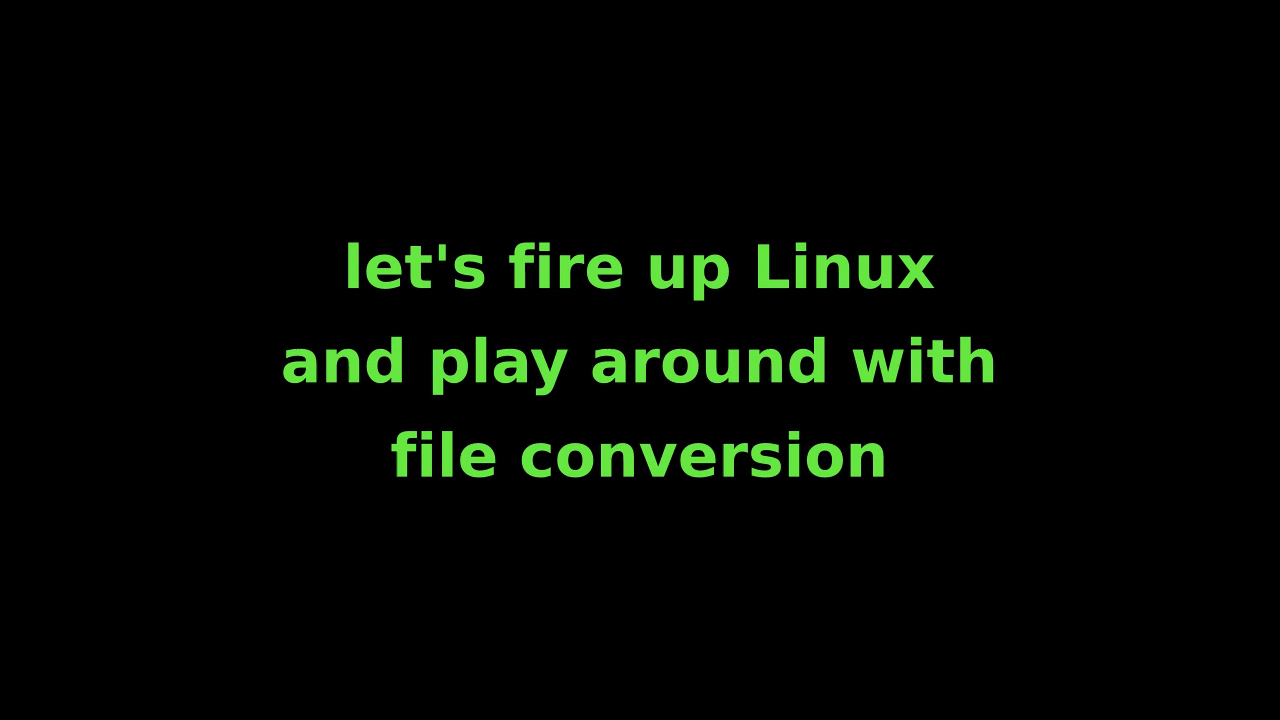 let's fire up Linux
and play around with
file conversion